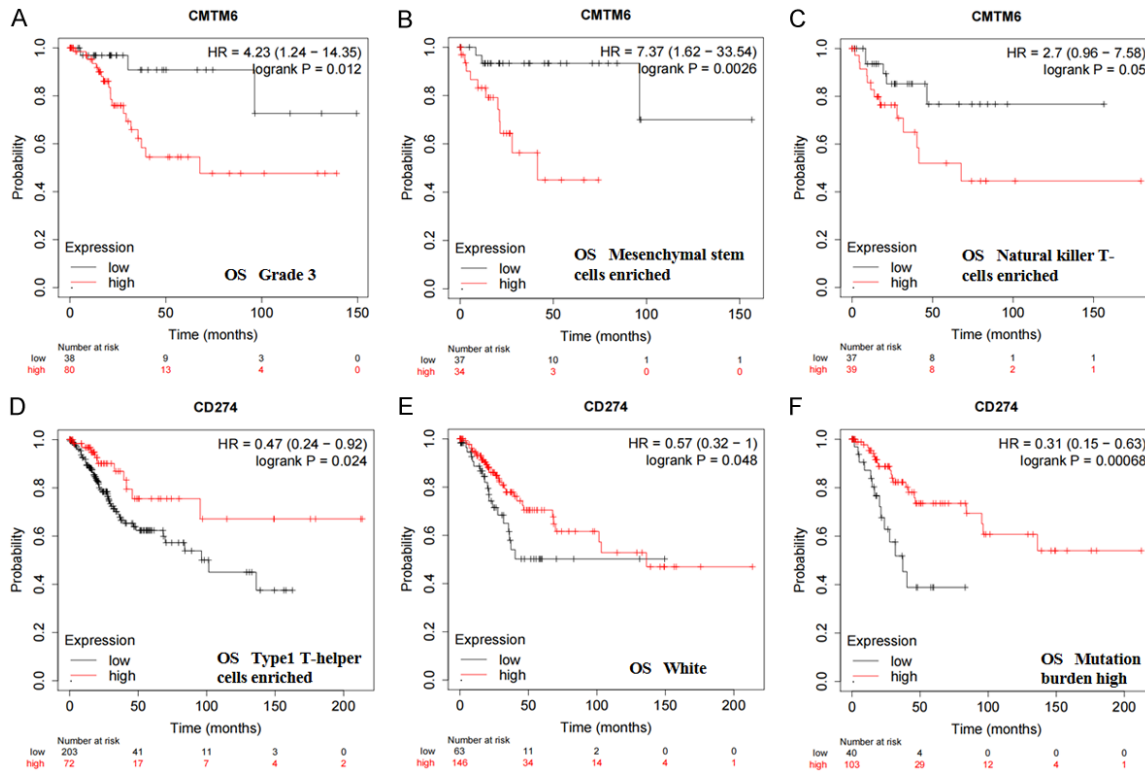 A
CMTM6
HR = 4.23 (1.24 − 14.35)
logrank P = 0.012
Probability
1.0
0.8
0.6
0.4
0.2
0.0
Expression
low
high
OS Grade 3
0 50 100 150
Time (months)
Number at risk
low 38 9 3 0
high 80 13 4 0
B
CMTM6
HR = 7.37 (1.62 − 33.54)
logrank P = 0.0026
Probability
1.0
0.8
0.6
0.4
0.2
0.0
Expression
low
high
OS Mesenchymal stem
cells enriched
0 50 100 150
Time (months)
Number at risk
low 37 10 1 1
high 34 3 0 0
C
CMTM6
HR = 2.7 (0.96 − 7.58)
logrank P = 0.05
Probability
1.0
0.8
0.6
0.4
0.2
0.0
Expression
low
high
OS Natural killer T-
cells enriched
0 50 100 150
Time (months)
Number at risk
low 37 8 1 1
high 39 8 2 1
D
CD274
HR = 0.47 (0.24 − 0.92)
logrank P = 0.024
Probability
1.0
0.8
0.6
0.4
0.2
0.0
Expression
low
high
OS Type1 T-helper
cells enriched
0 50 100 150 200
Time (months)
Number at risk
low 203 41 11 3 0
high 72 17 7 4 2
E
CD274
HR = 0.57 (0.32 − 1)
logrank P = 0.048
Probability
1.0
0.8
0.6
0.4
0.2
0.0
Expression
low
high
OS White
0 50 100 150 200
Time (months)
Number at risk
low 63 11 2 0 0
high 146 34 14 4 1
F
CD274
HR = 0.31 (0.15 − 0.63)
logrank P = 0.00068
Probability
1.0
0.8
0.6
0.4
0.2
0.0
Expression
low
high
OS Mutation
burden high
0 50 100 150 200
Time (months)
Number at risk
low 40 4 0 0 0
high 103 29 12 4 1